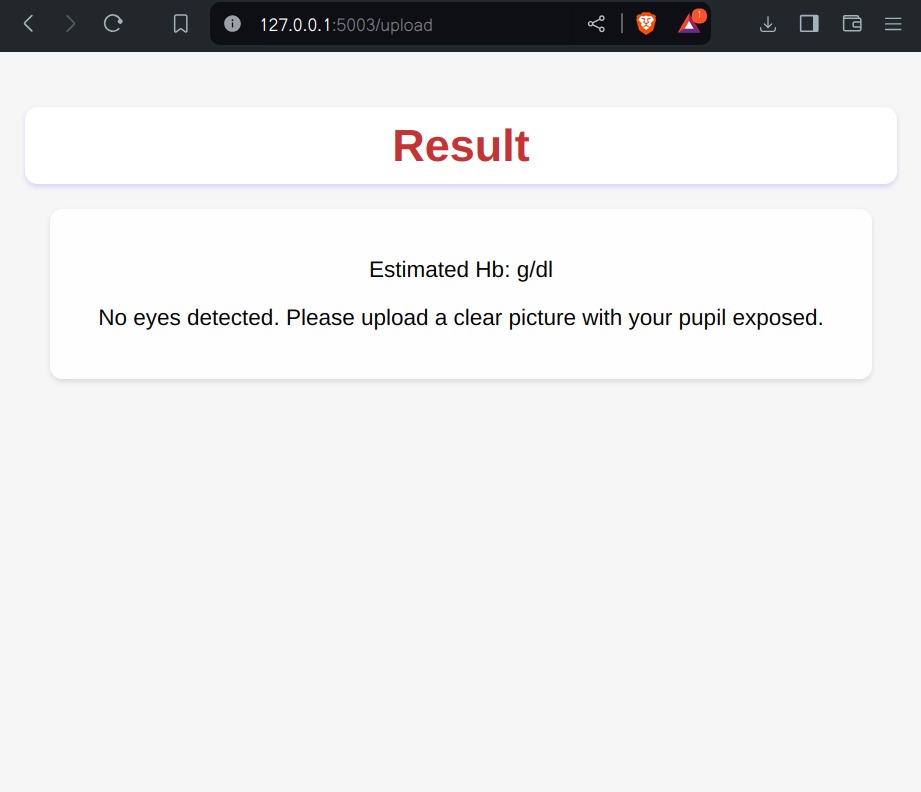 127.0.0.1:5003/upload
Result
Estimated Hb: g/dl
No eyes detected. Please upload a clear picture with your pupil exposed.